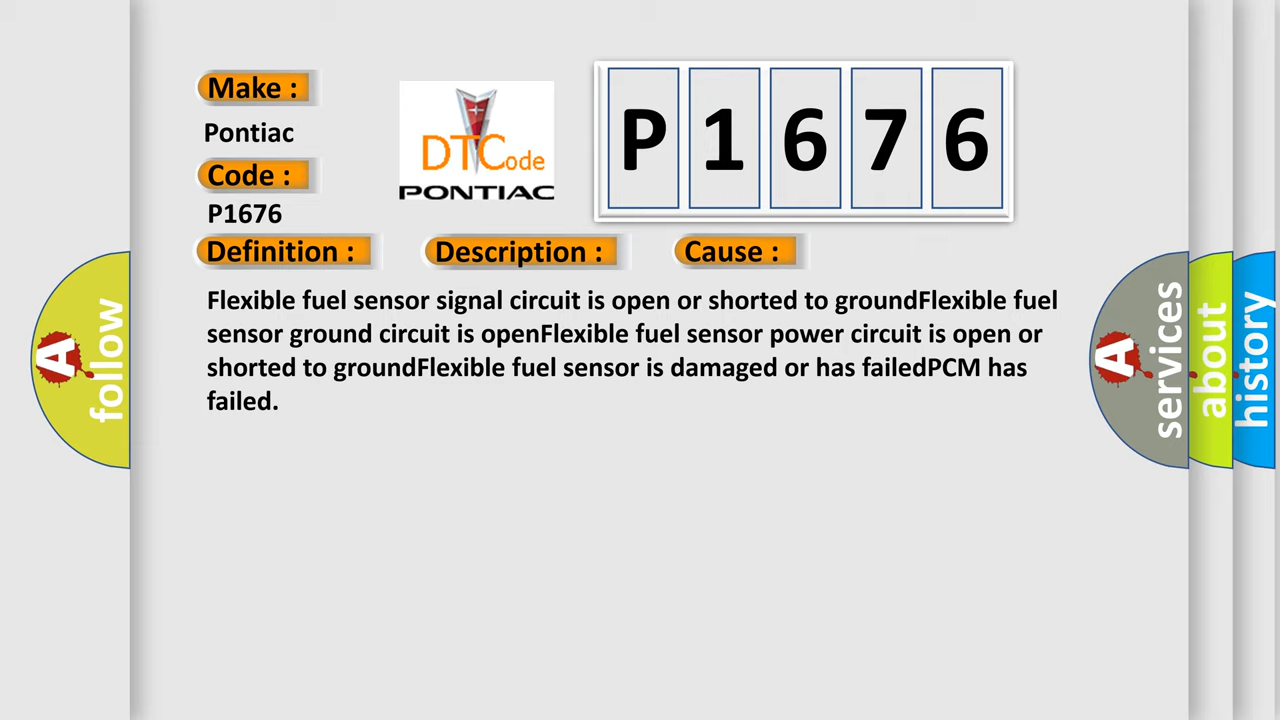 Make :
Pontiac
Code :
P1676
DTCode
PONTIAC
P 1 6 7 6
Definition :
Description :
Cause :
Flexible fuel sensor signal circuit is open or shorted to groundFlexible fuel
sensor ground circuit is openFlexible fuel sensor power circuit is open or
shorted to groundFlexible fuel sensor is damaged or has failedPCM has
failed.
A follow
A services
about
history